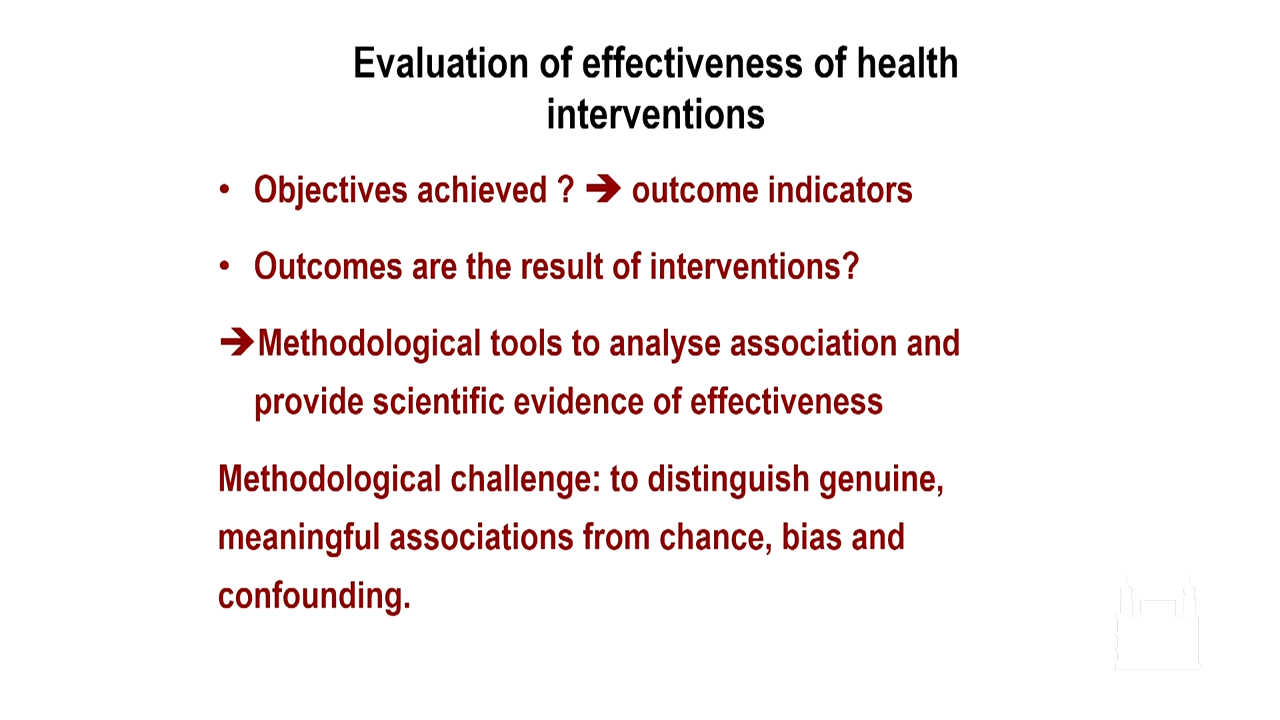 Evaluation of effectiveness of health
interventions
• Objectives achieved ? ➔ outcome indicators
• Outcomes are the result of interventions?
➔Methodological tools to analyse association and
provide scientific evidence of effectiveness
Methodological challenge: to distinguish genuine,
meaningful associations from chance, bias and
confounding.